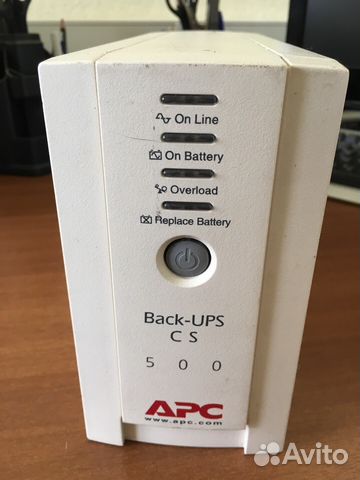 On Line
On Battery
Overload
Replace Battery
Back-UPS
CS
500
APC
www.apc.com
Avito